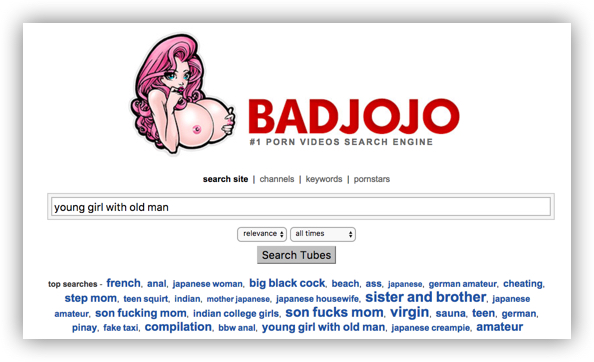 BADJOJO
#1 PORN VIDEOS SEARCH ENGINE
search site | channels | keywords | pornstars
young girl with old man
relevance all times
Search Tubes
top searches - french, anal, japanese woman, big black cock, beach, ass, japanese, german amateur, cheating,
step mom, teen squirt, indian, mother japanese, japanese housewife, sister and brother, japanese
amateur, son fucking mom, indian college girls, son fucks mom, virgin, sauna, teen, german,
pinay, fake taxi, compilation, bbw anal, young girl with old man, japanese creampie, amateur